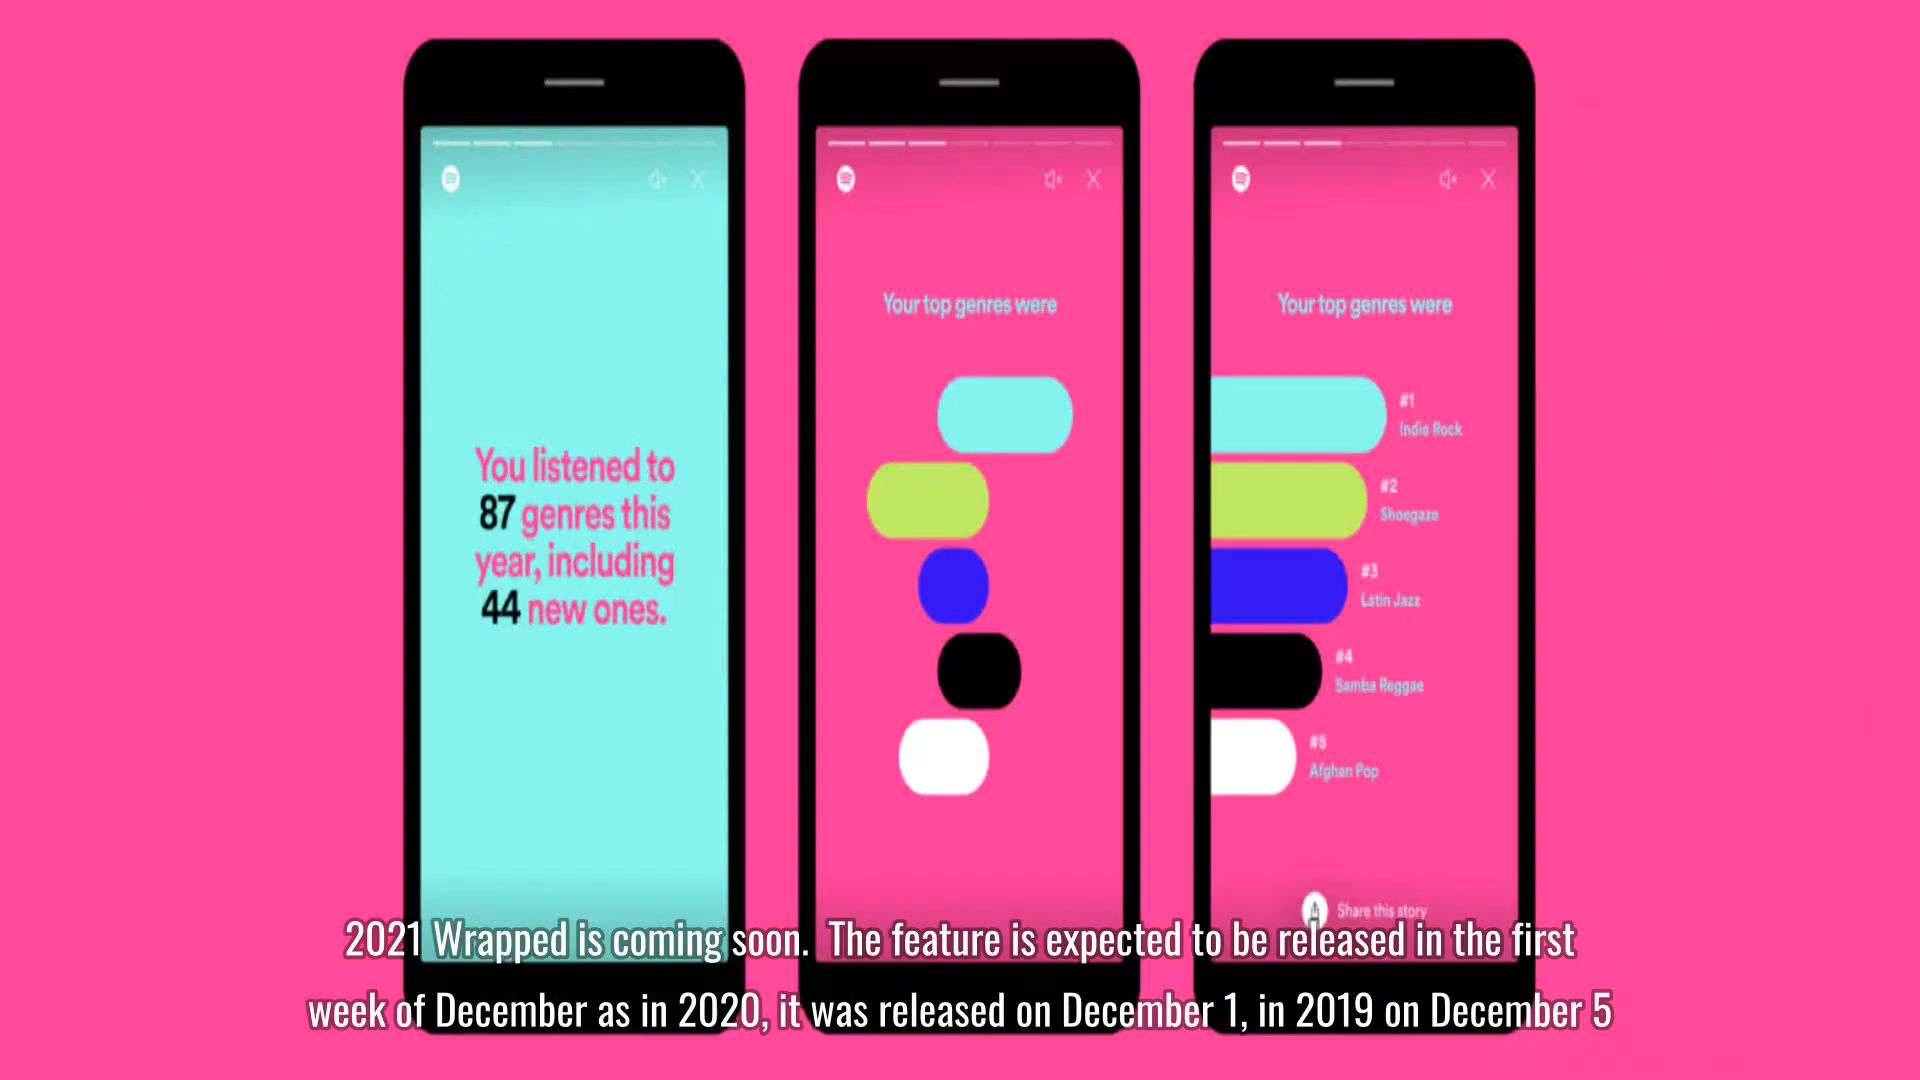 You listened to
87 genres this
year, including
44 new ones.
Your top genres were
Your top genres were
#1
Indie Rock
#2
Shoegaze
#3
Latin Jazz
#4
Samba Reggae
#5
Afghan Pop
Share this story
2021 Wrapped is coming soon. The feature is expected to be released in the first
week of December as in 2020, it was released on December 1, in 2019 on December 5